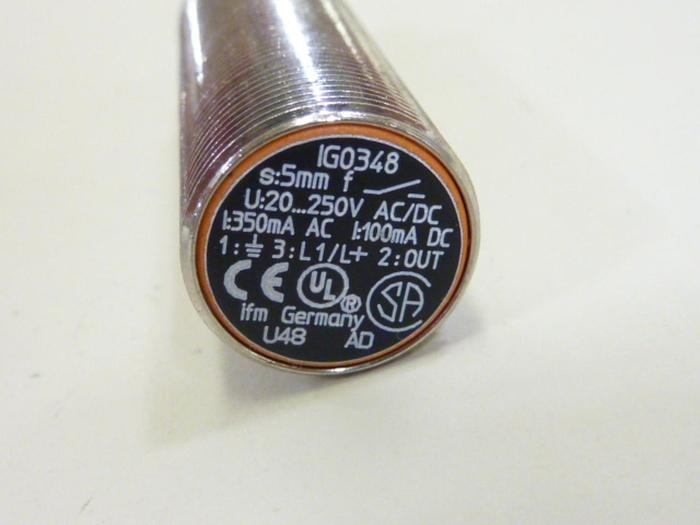 IG0348
s:5mm f
U:20...250V AC/DC
I:350mA AC I:100mA DC
1:⏚ 3:L1/L+ 2:OUT
CE UL® SA
ifm Germany
U48 AD